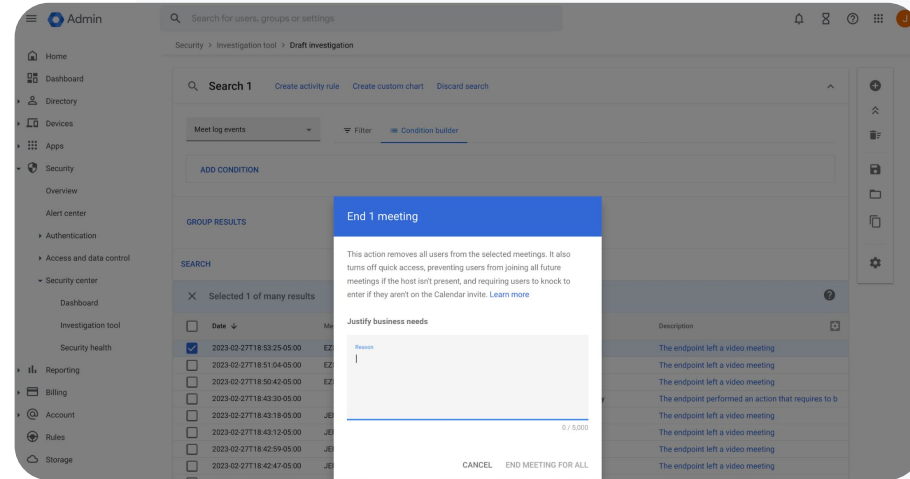 Admin
Search for users, groups or settings
J
Security > Investigation tool > Draft investigation
Home
Dashboard
Directory
Devices
Apps
Security
Overview
Alert center
Authentication
Access and data control
Security center
Dashboard
Investigation tool
Security health
Reporting
Billing
Account
Rules
Storage
Search 1
Create activity rule
Create custom chart
Discard search
Meet log events
Filter
Condition builder
ADD CONDITION
GROUP RESULTS
SEARCH
Selected 1 of many results
Date
Description
2023-02-27T18:53:25-05:00
The endpoint left a video meeting
2023-02-27T18:51:04-05:00
The endpoint left a video meeting
2023-02-27T18:50:42-05:00
The endpoint left a video meeting
2023-02-27T18:43:30-05:00
The endpoint performed an action that requires to b
2023-02-27T18:43:18-05:00
The endpoint left a video meeting
2023-02-27T18:43:12-05:00
The endpoint left a video meeting
2023-02-27T18:42:59-05:00
The endpoint left a video meeting
2023-02-27T18:42:47-05:00
The endpoint left a video meeting
End 1 meeting
This action removes all users from the selected meetings. It also
turns off quick access, preventing users from joining all future
meetings if the host isn't present, and requiring users to knock to
enter if they aren't on the Calendar invite. Learn more
Justify business needs
Reason
0 / 5,000
CANCEL
END MEETING FOR ALL